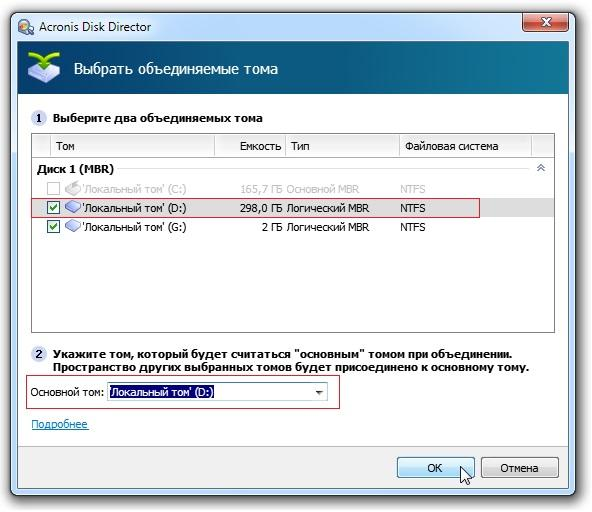 Acronis Disk Director
Выбрать объединяемые тома
1 Выберите два объединяемых тома
Том Емкость Тип Файловая система
Диск 1 (MBR)
'Локальный том' (C:) 165,7 ГБ Основной MBR NTFS
'Локальный том' (D:) 298,0 ГБ Логический MBR NTFS
'Локальный том' (G:) 2 ГБ Логический MBR NTFS
2 Укажите том, который будет считаться "основным" томом при объединении.
Пространство других выбранных томов будет присоединено к основному тому.
Основной том: 'Локальный том' (D:)
Подробнее
ОК Отмена